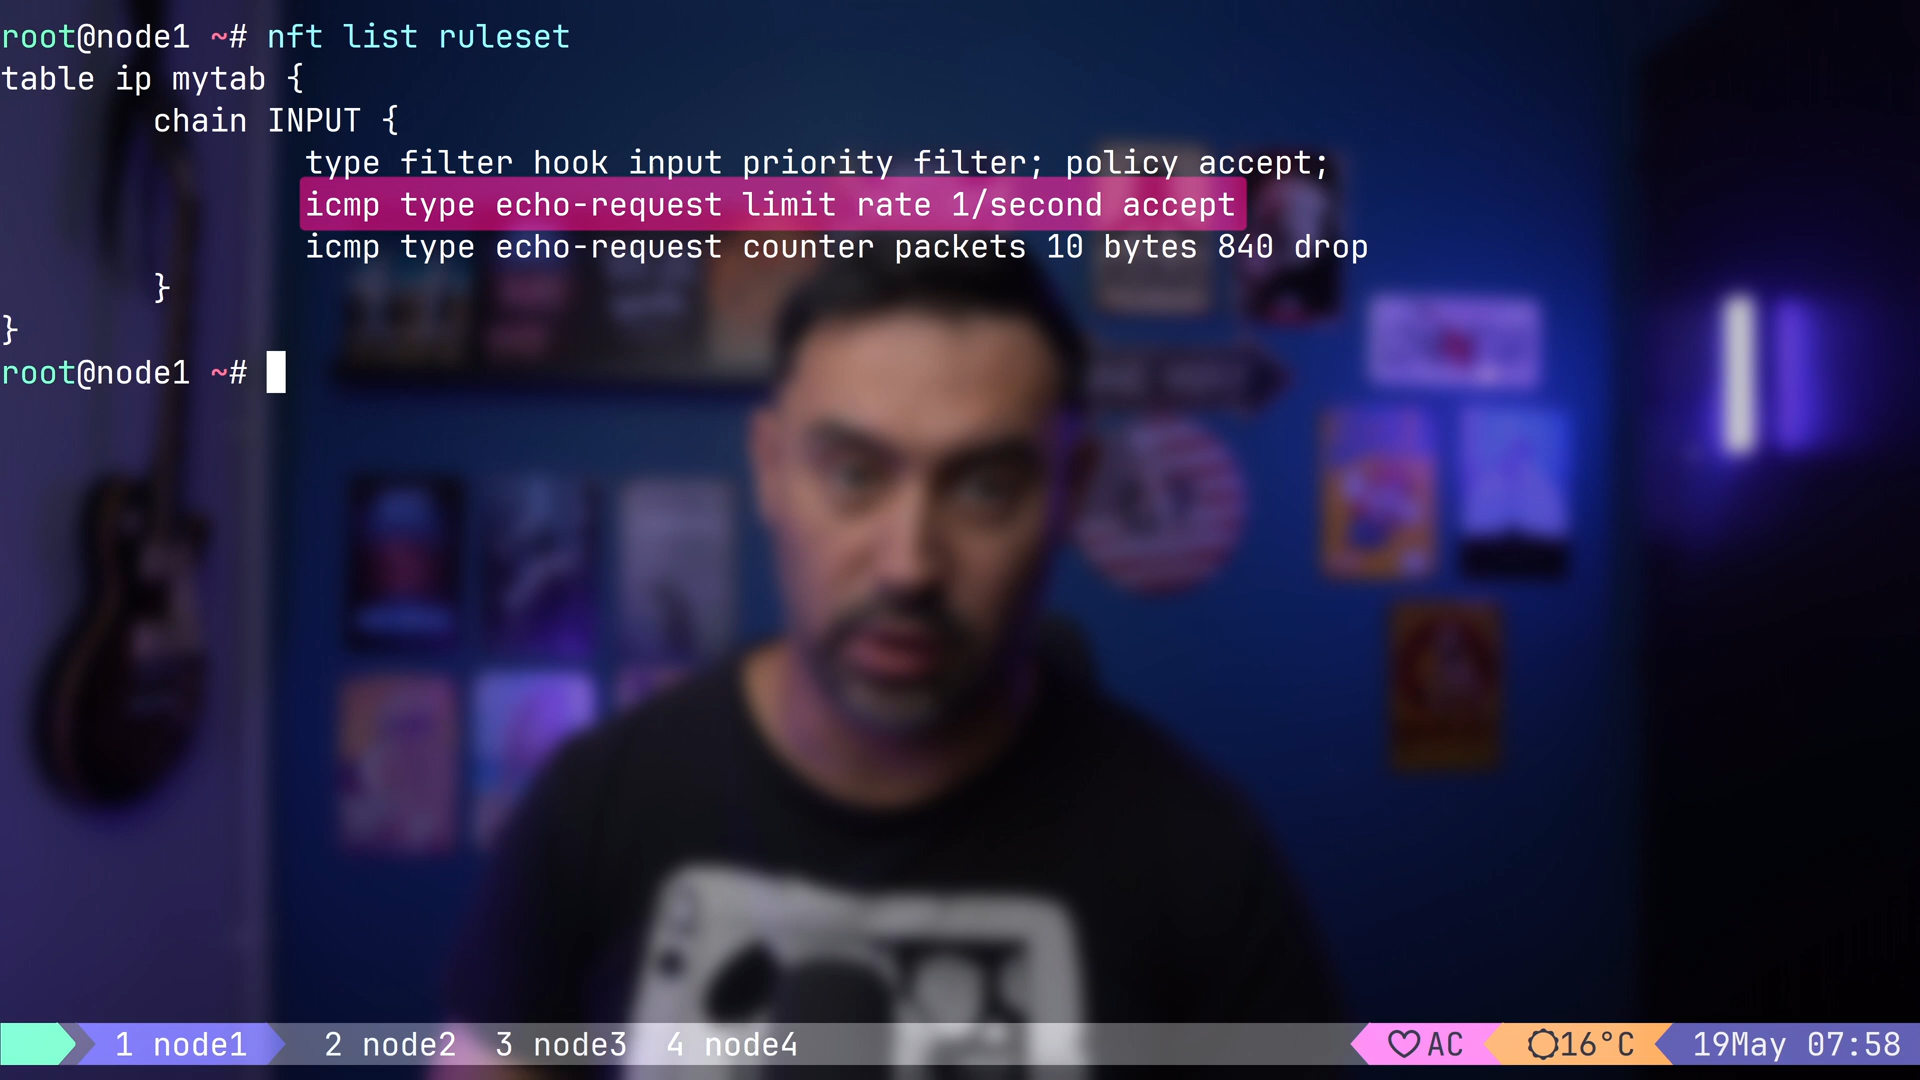 root@node1 ~# nft list ruleset
table ip mytab {
chain INPUT {
type filter hook input priority filter; policy accept;
icmp type echo-request limit rate 1/second accept
icmp type echo-request counter packets 10 bytes 840 drop
}
}
root@node1 ~#
1 node1 2 node2 3 node3 4 node4 AC 16°C 19May 07:58